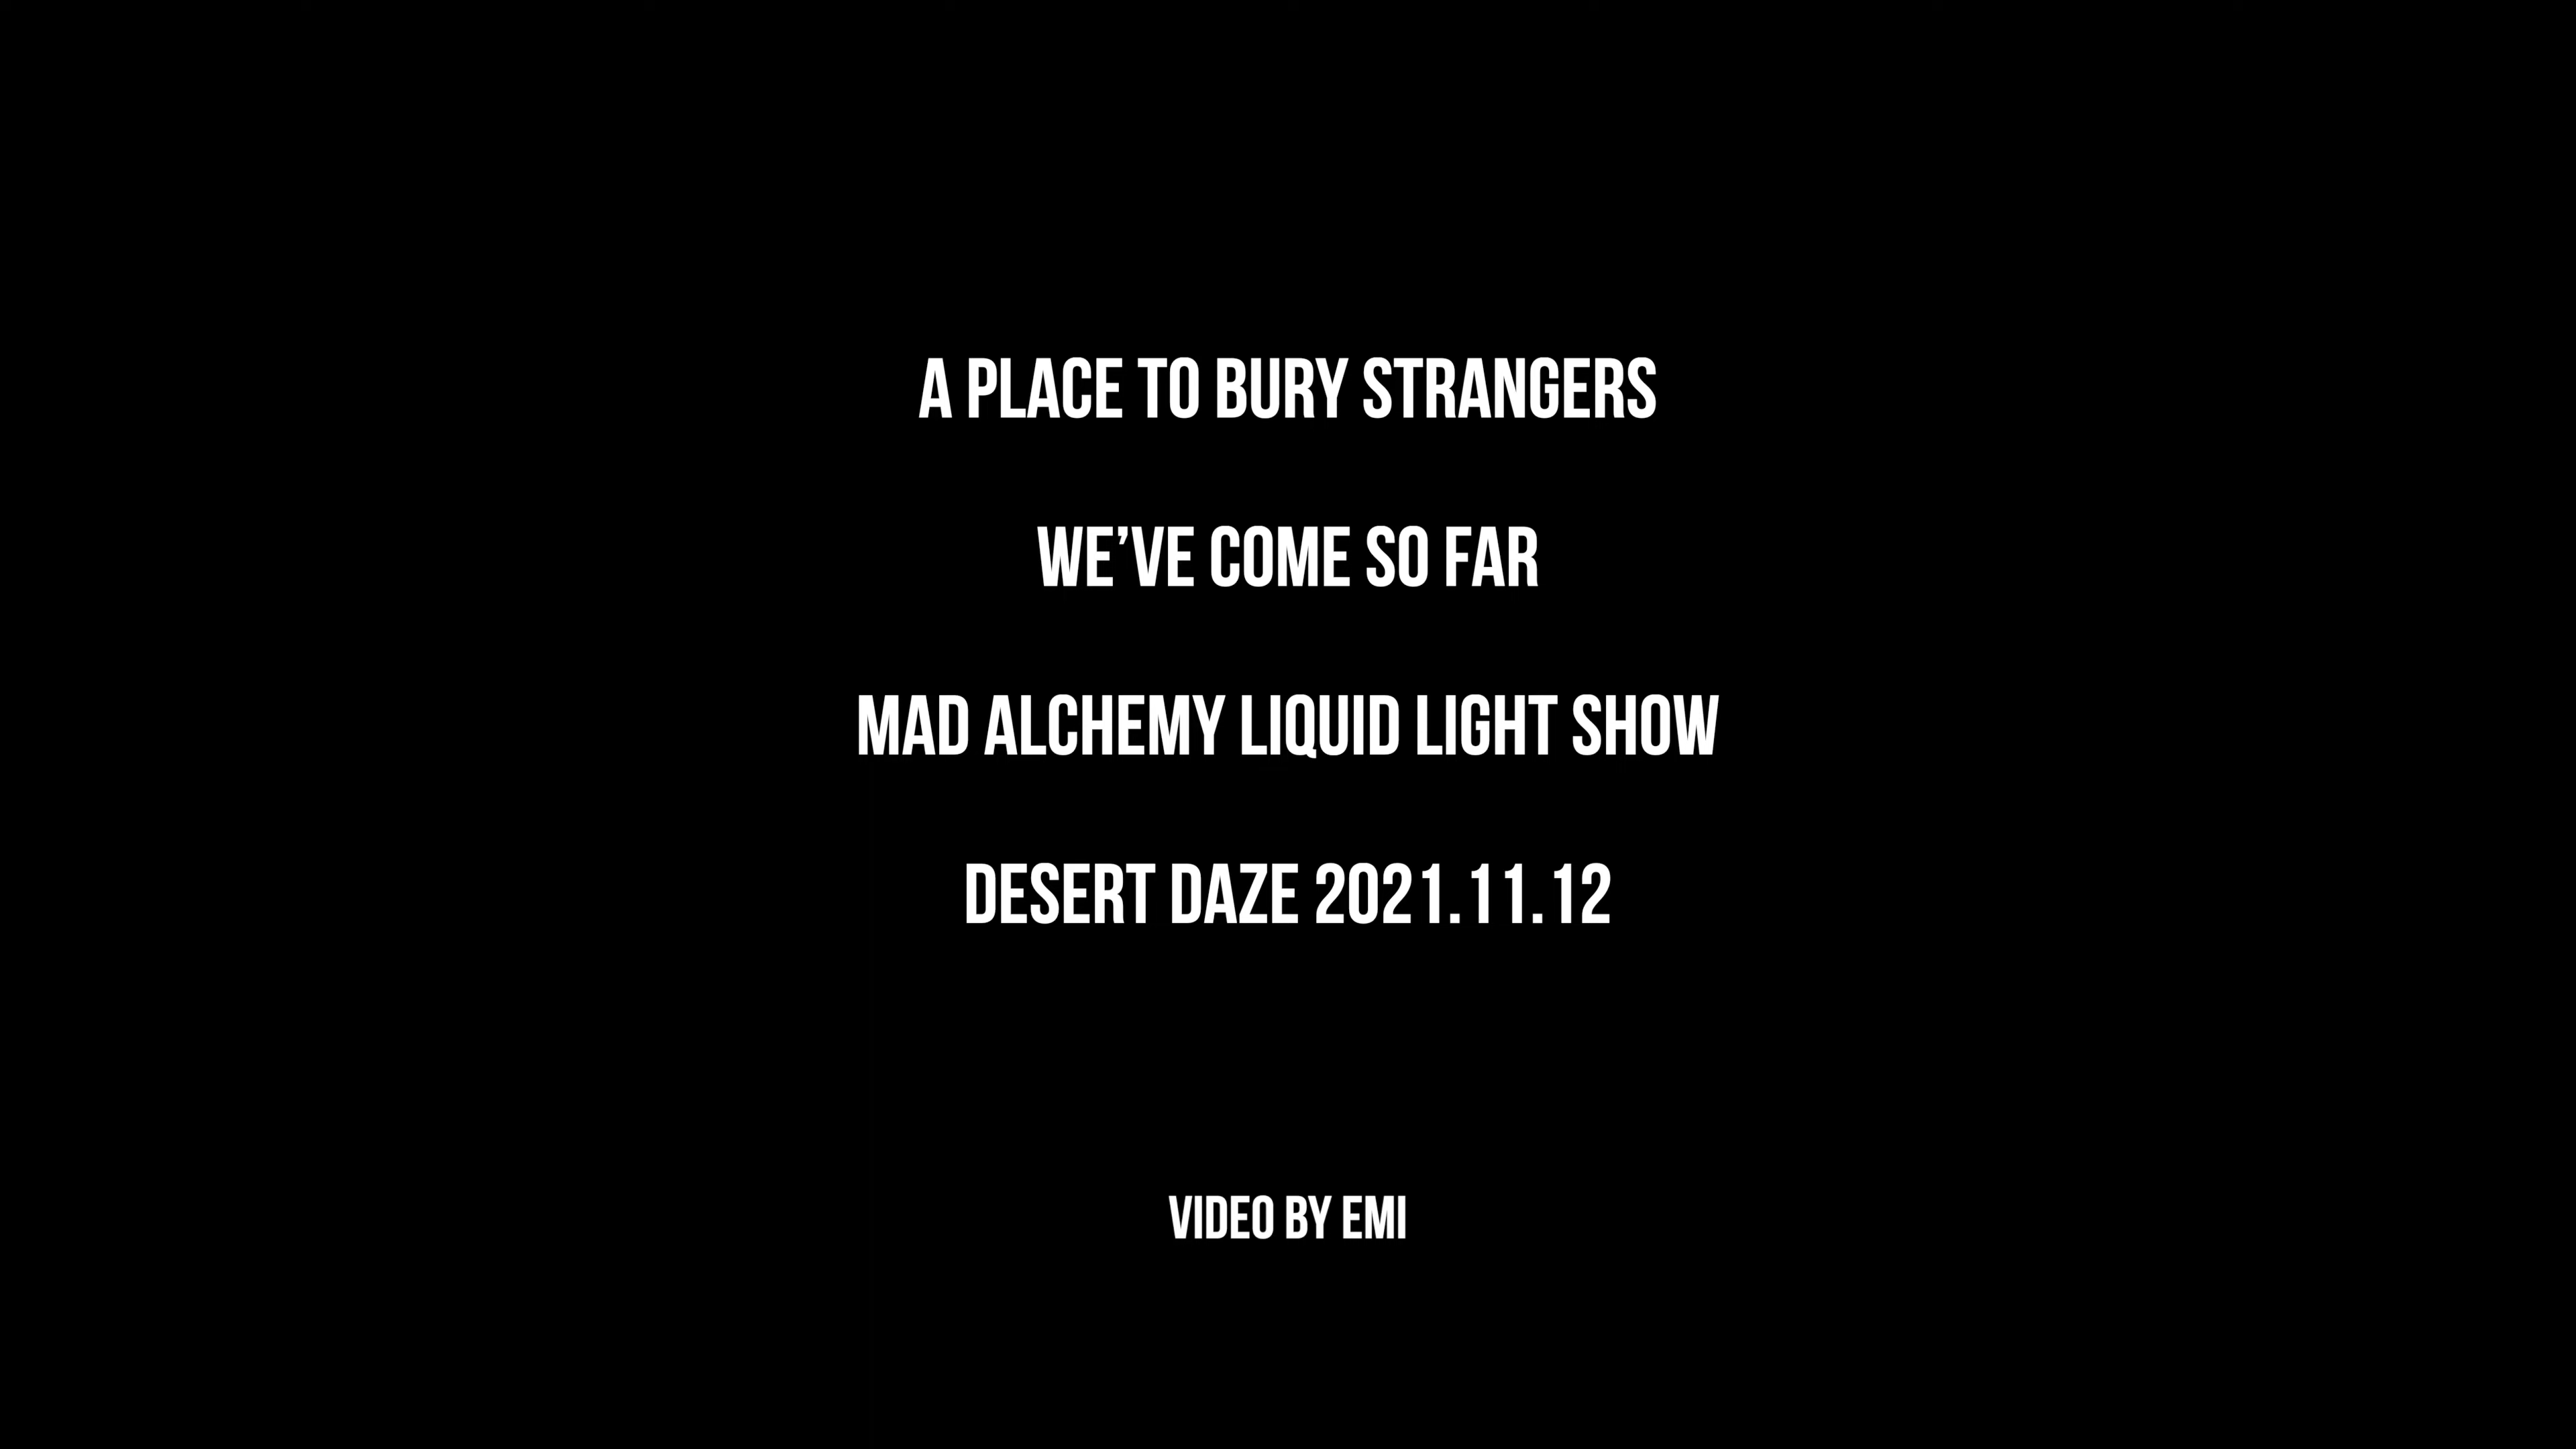 A PLACE TO BURY STRANGERS
WE’VE COME SO FAR
MAD ALCHEMY LIQUID LIGHT SHOW
DESERT DAZE 2021.11.12
VIDEO BY EMI